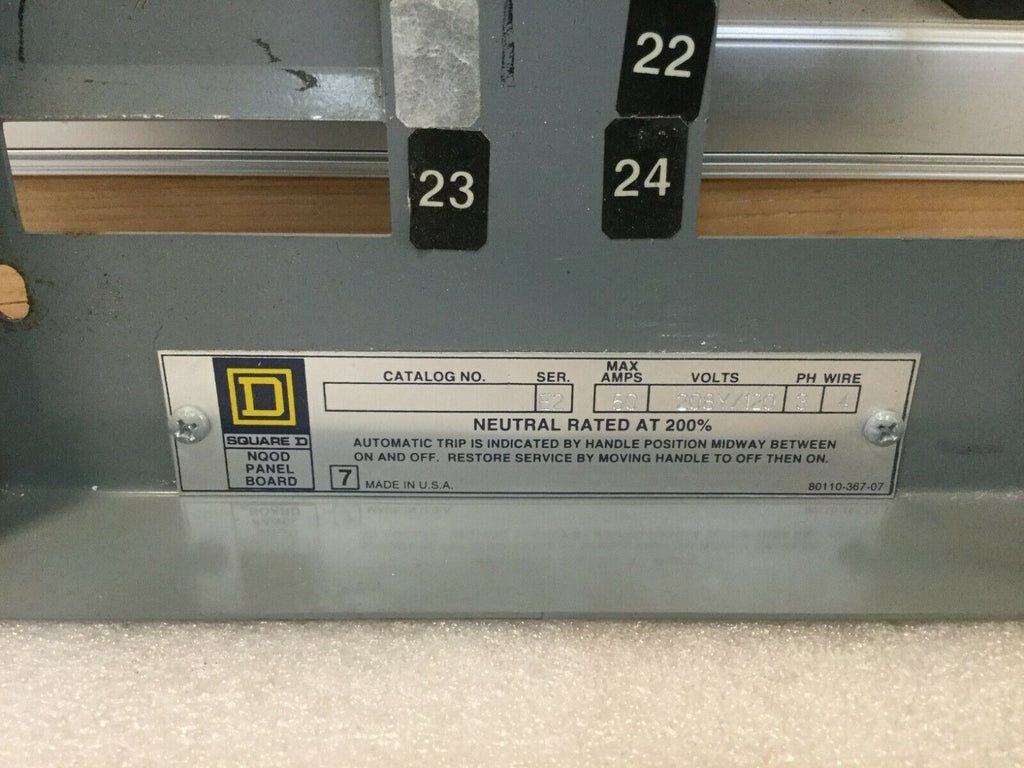 22
23
24
CATALOG NO. SER. MAX AMPS VOLTS PH WIRE
E2 60 208Y/120 3 4
D
SQUARE D
NQOD
PANEL
BOARD
NEUTRAL RATED AT 200%
AUTOMATIC TRIP IS INDICATED BY HANDLE POSITION MIDWAY BETWEEN
ON AND OFF. RESTORE SERVICE BY MOVING HANDLE TO OFF THEN ON.
7 MADE IN U.S.A.
80110-367-07